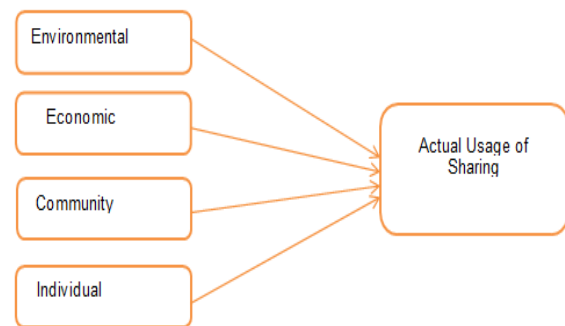 Environmental
Economic
Community
Individual
Actual Usage of
Sharing